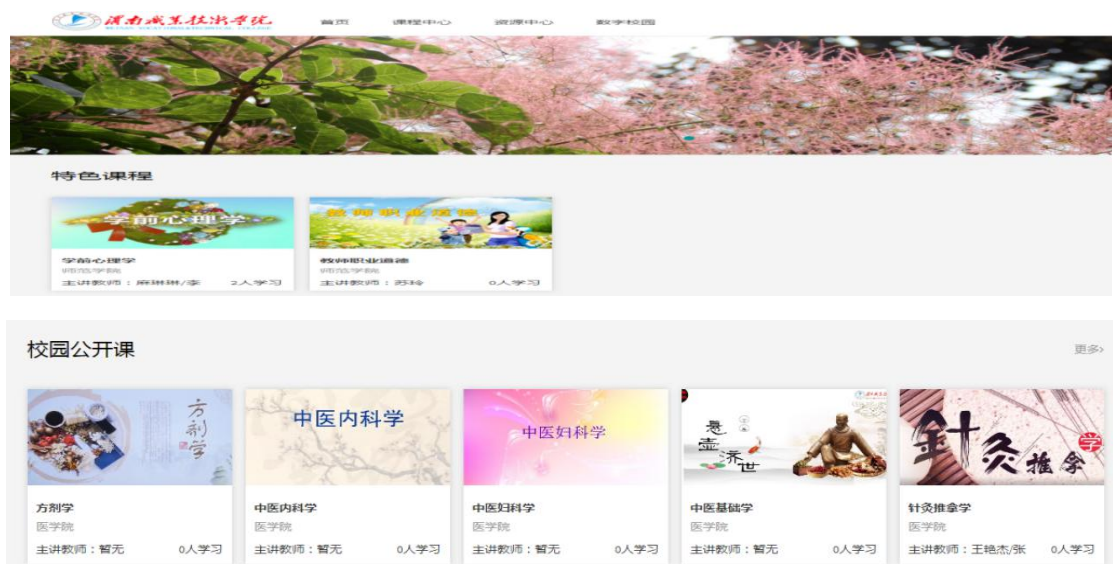 渭南职业技术学院
首页 课程中心 资源中心 数字校园
特色课程
学前心理学
教师职业道德
学前心理学
师范学院
主讲教师：麻琳琳/李 2人学习
教师职业道德
师范学院
主讲教师：苏玲 0人学习
校园公开课
更多>
方剂学
中医内科学
中医妇科学
悬壶济世
针灸推拿学
方剂学
医学院
主讲教师：暂无 0人学习
中医内科学
医学院
主讲教师：暂无 0人学习
中医妇科学
医学院
主讲教师：暂无 0人学习
中医基础学
医学院
主讲教师：暂无 0人学习
针灸推拿学
医学院
主讲教师：王艳杰/张 0人学习